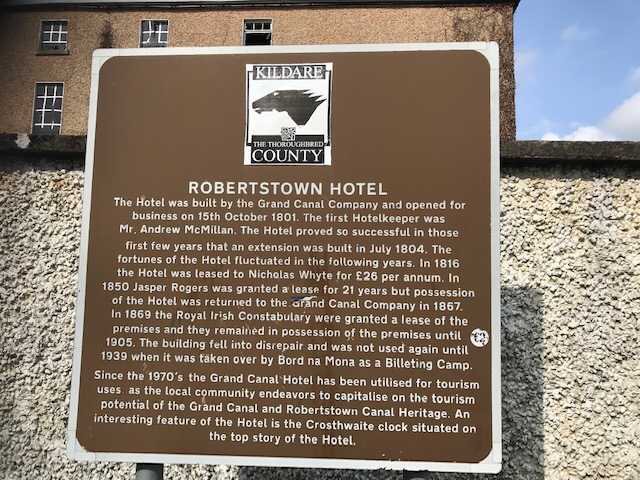 KILDARE
THE THOROUGHBRED
COUNTY
ROBERTSTOWN HOTEL
The Hotel was built by the Grand Canal Company and opened for
business on 15th October 1801. The first Hotelkeeper was
Mr. Andrew McMillan. The Hotel proved so successful in those
first few years that an extension was built in July 1804. The
fortunes of the Hotel fluctuated in the following years. In 1816
the Hotel was leased to Nicholas Whyte for £26 per annum. In
1850 Jasper Rogers was granted a lease for 21 years but possession
of the Hotel was returned to the Grand Canal Company in 1867.
In 1869 the Royal Irish Constabulary were granted a lease of the
premises and they remained in possession of the premises until
1905. The building fell into disrepair and was not used again until
1939 when it was taken over by Bord na Mona as a Billeting Camp.
Since the 1970's the Grand Canal Hotel has been utilised for tourism
uses, as the local community endeavors to capitalise on the tourism
potential of the Grand Canal and Robertstown Canal Heritage. An
interesting feature of the Hotel is the Crosthwaite clock situated on
the top story of the Hotel.